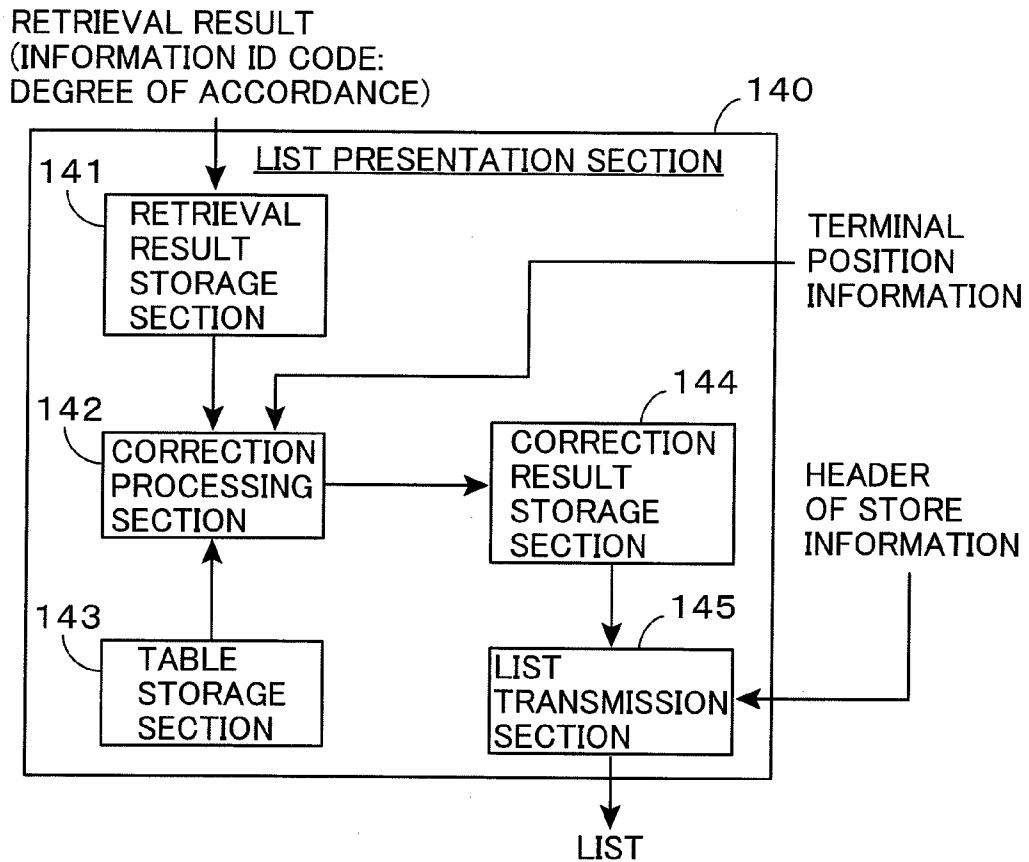 RETRIEVAL RESULT
(INFORMATION ID CODE:
DEGREE OF ACCORDANCE)
140
LIST PRESENTATION SECTION
141
RETRIEVAL
RESULT
STORAGE
SECTION
TERMINAL
POSITION
INFORMATION
142
CORRECTION
PROCESSING
SECTION
144
CORRECTION
RESULT
STORAGE
SECTION
HEADER
OF STORE
INFORMATION
143
TABLE
STORAGE
SECTION
145
LIST
TRANSMISSION
SECTION
LIST